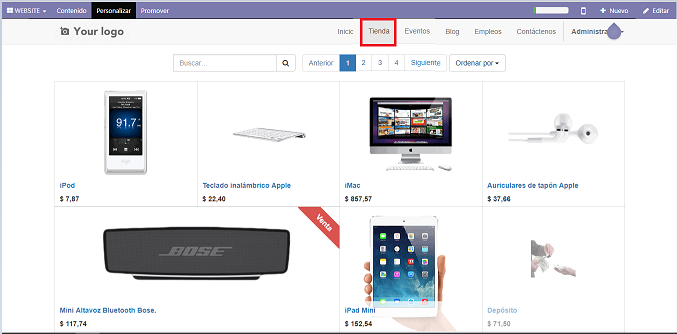 WEBSITE Contenido Personalizar Promover + Nuevo Editar
Your logo Inicio Tienda Eventos Blog Empleos Contáctenos
Buscar... Anterior 1 2 3 4 Siguiente Ordenar por
91.7
iPod Teclado inalámbrico Apple iMac Auriculares de tapón Apple
$ 7,87 $ 22,40 $ 857,57 $ 37,66
Venta
BOSE
Mini Altavoz Bluetooth Bose. iPad Mini Depósito
$ 117,74 $ 152,54 $ 71,50